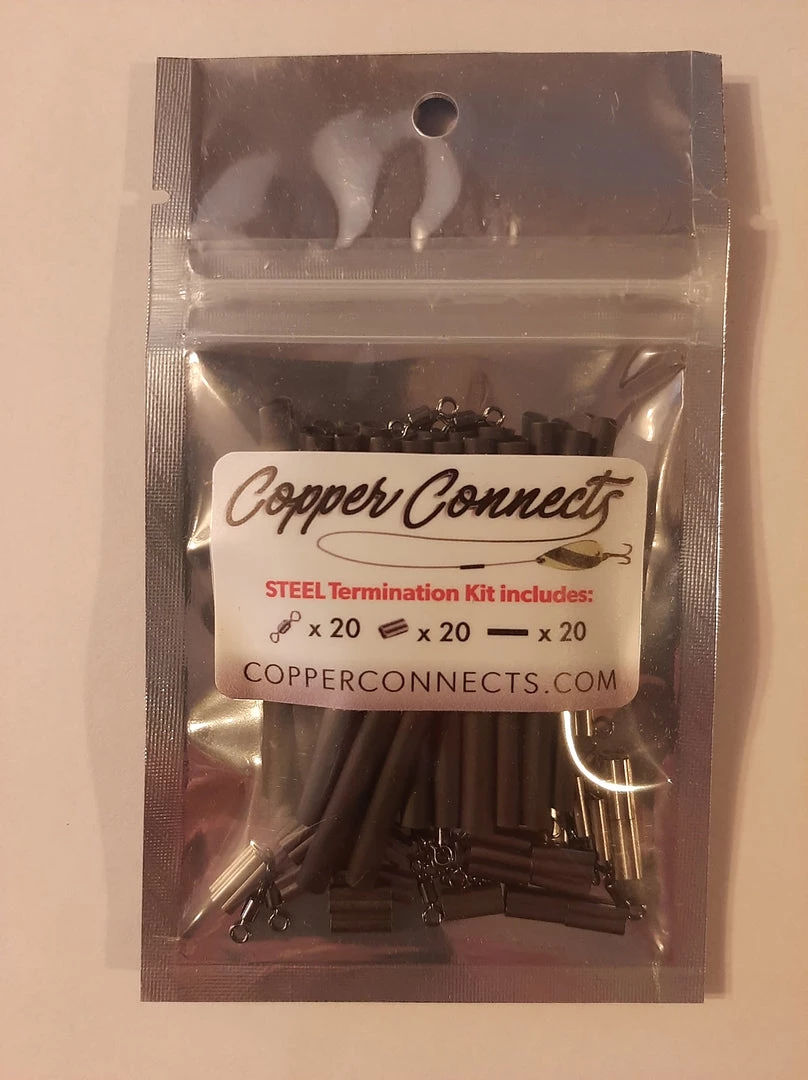 Copper Connects
STEEL Termination Kit includes:
x 20 x 20 x 20
COPPERCONNECTS.COM